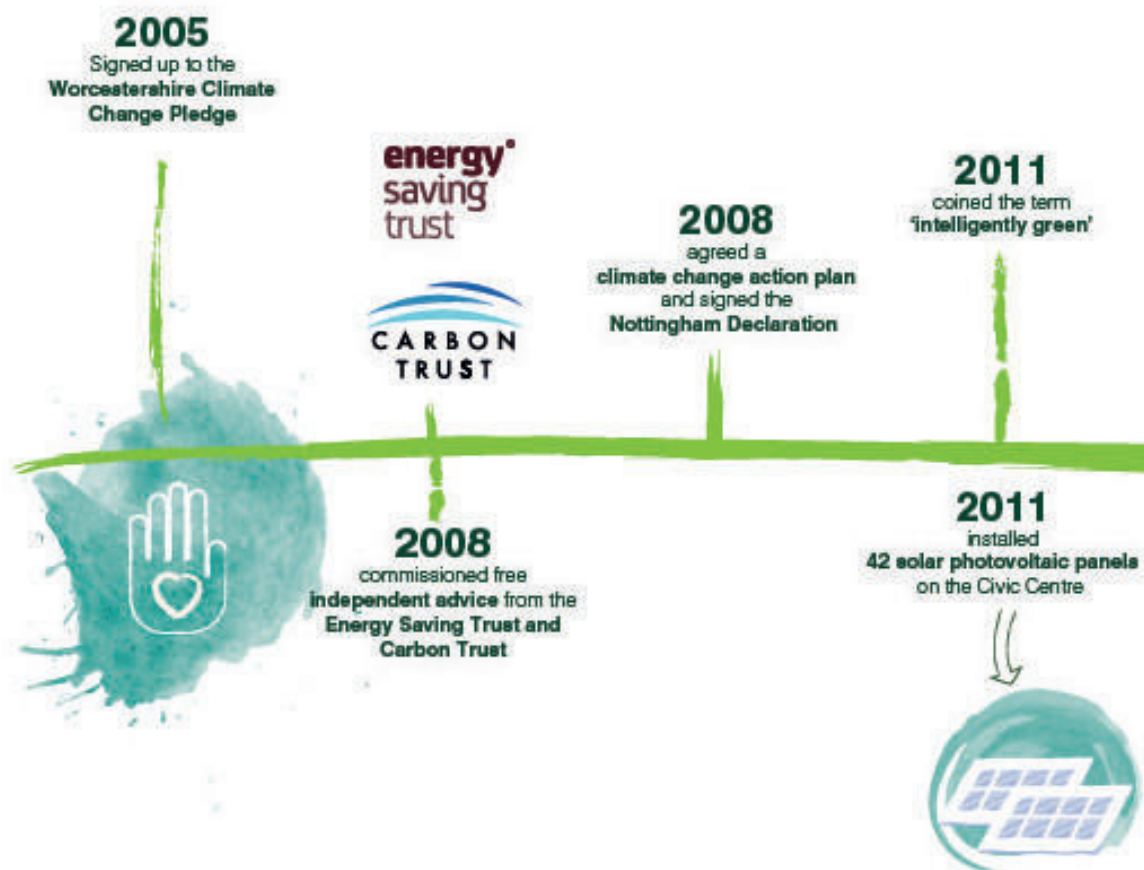 2005
Signed up to the
Worcestershire Climate
Change Pledge
energy
saving
trust
CARBON
TRUST
2008
commissioned free
independent advice from the
Energy Saving Trust and
Carbon Trust
2008
agreed a
climate change action plan
and signed the
Nottingham Declaration
2011
coined the term
‘intelligently green’
2011
installed
42 solar photovoltaic panels
on the Civic Centre